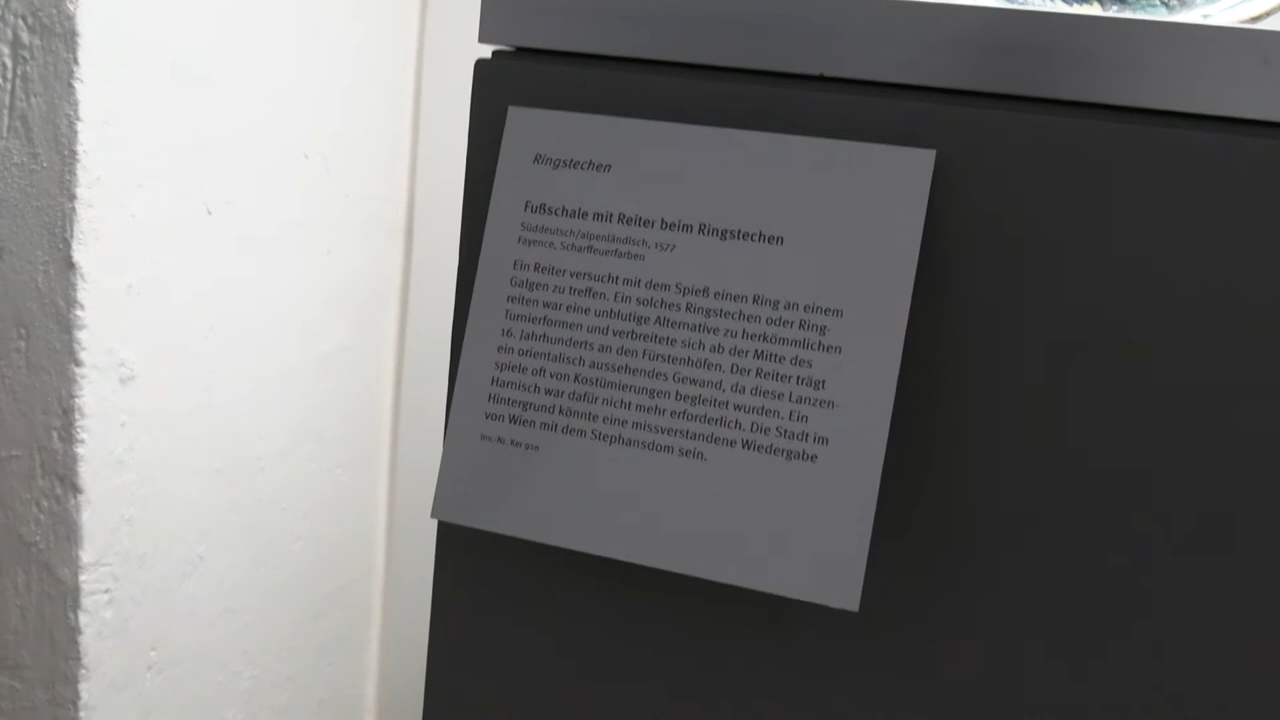 Ringstechen
Fußschale mit Reiter beim Ringstechen
Süddeutsch/alpenländisch, 1577
Fayence, Scharffeuerfarben
Ein Reiter versucht mit dem Spieß einen Ring an einem
Galgen zu treffen. Ein solches Ringstechen oder Ring-
reiten war eine unblutige Alternative zu herkömmlichen
Turnierformen und verbreitete sich ab der Mitte des
16. Jahrhunderts an den Fürstenhöfen. Der Reiter trägt
ein orientalisch aussehendes Gewand, da diese Lanzen-
spiele oft von Kostümierungen begleitet wurden. Ein
Harnisch war dafür nicht mehr erforderlich. Die Stadt im
Hintergrund könnte eine missverstandene Wiedergabe
von Wien mit dem Stephansdom sein.
Inv. Nr. Ker